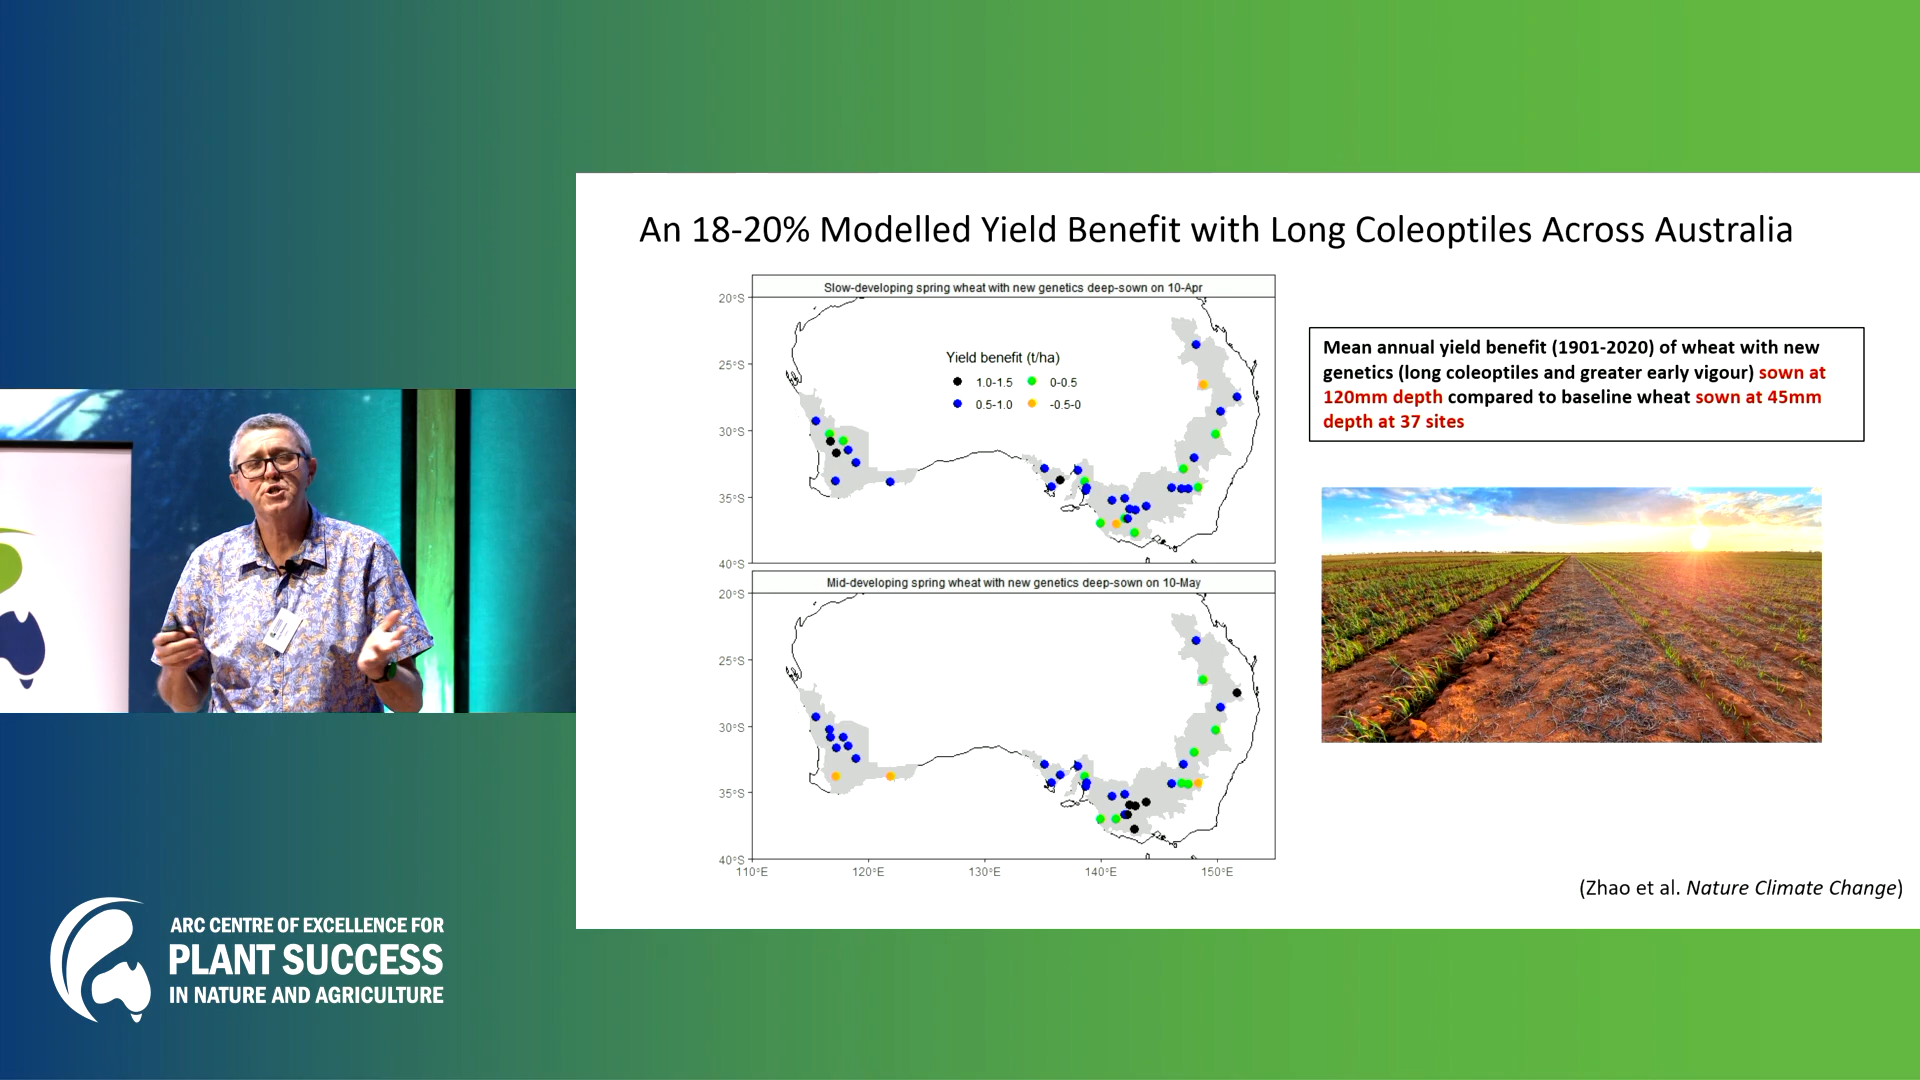 An 18-20% Modelled Yield Benefit with Long Coleoptiles Across Australia
Slow-developing spring wheat with new genetics deep-sown on 10-Apr
20°S
25°S
30°S
35°S
40°S
Yield benefit (t/ha)
1.0-1.5
0-0.5
0.5-1.0
-0.5-0
Mid-developing spring wheat with new genetics deep-sown on 10-May
20°S
25°S
30°S
35°S
40°S
110°E
120°E
130°E
140°E
150°E
Mean annual yield benefit (1901-2020) of wheat with new
genetics (long coleoptiles and greater early vigour) sown at
120mm depth compared to baseline wheat sown at 45mm
depth at 37 sites
(Zhao et al. Nature Climate Change)
ARC CENTRE OF EXCELLENCE FOR
PLANT SUCCESS
IN NATURE AND AGRICULTURE